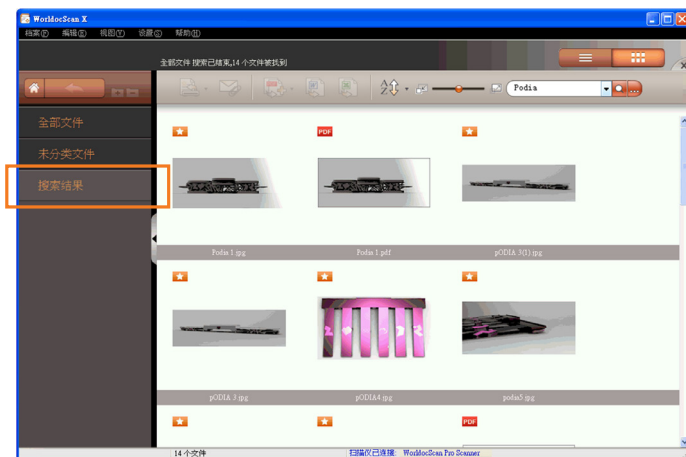 WorldocScan X
档案(F) 编辑(E) 视图(V) 设置(S) 帮助(H)
全部文件 搜索已结束,14 个文件被找到
Podia
全部文件
未分类文件
搜索结果
PDF
Podia 1.jpg Podia 1.pdf pODIA 3(1).jpg
pODIA 3.jpg pODIA4.jpg podia5.jpg
PDF
14 个文件 扫描仪已连接: WorldocScan Pro Scanner